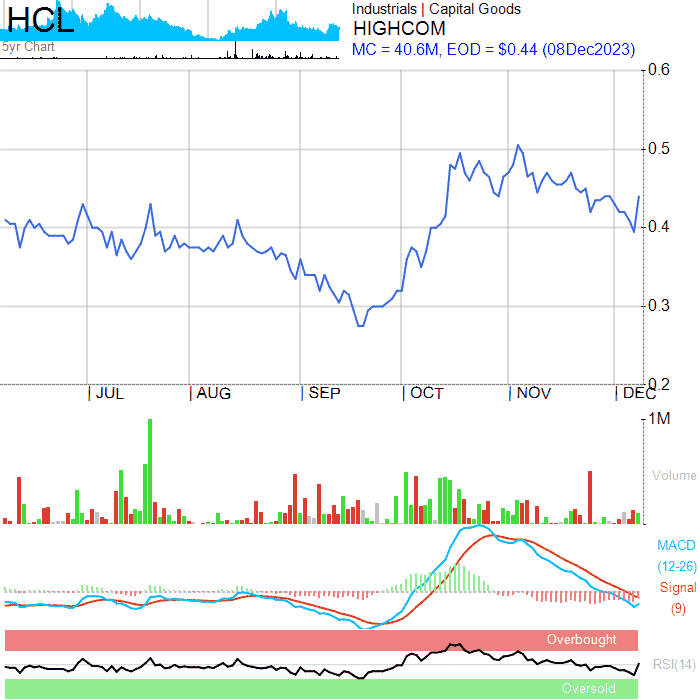 HCL
5yr Chart
Industrials | Capital Goods
HIGHCOM
MC = 40.6M, EOD = $0.44 (08Dec2023)
0.6
0.5
0.4
0.3
0.2
JUL AUG SEP OCT NOV DEC
1M
Volume
MACD
(12-26)
Signal
(9)
Overbought
RSI(14)
Oversold